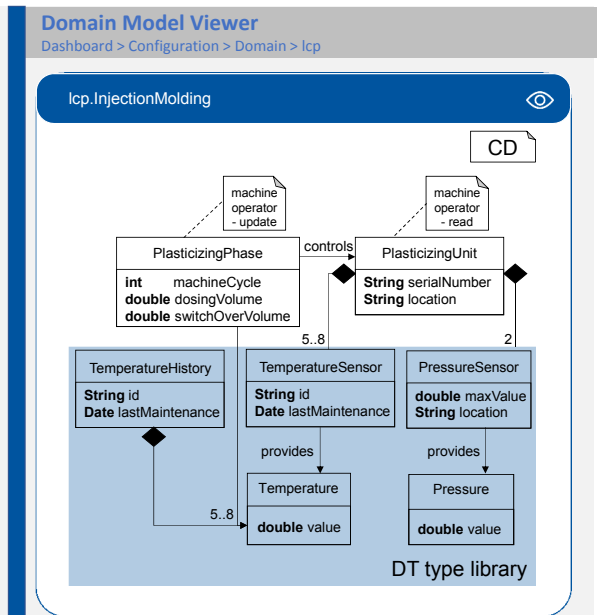 Domain Model Viewer
Dashboard > Configuration > Domain > lcp
lcp.InjectionMolding
CD
machine
operator
- update
machine
operator
- read
PlasticizingPhase
int machineCycle
double dosingVolume
double switchOverVolume
controls
PlasticizingUnit
String serialNumber
String location
5..8
2
TemperatureHistory
String id
Date lastMaintenance
TemperatureSensor
String id
Date lastMaintenance
PressureSensor
double maxValue
String location
provides
provides
5..8
Temperature
double value
Pressure
double value
DT type library